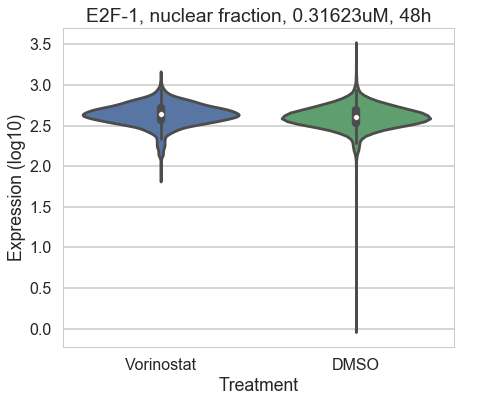 E2F-1, nuclear fraction, 0.31623uM, 48h
Expression (log10)
3.5
3.0
2.5
2.0
1.5
1.0
0.5
0.0
Vorinostat DMSO
Treatment